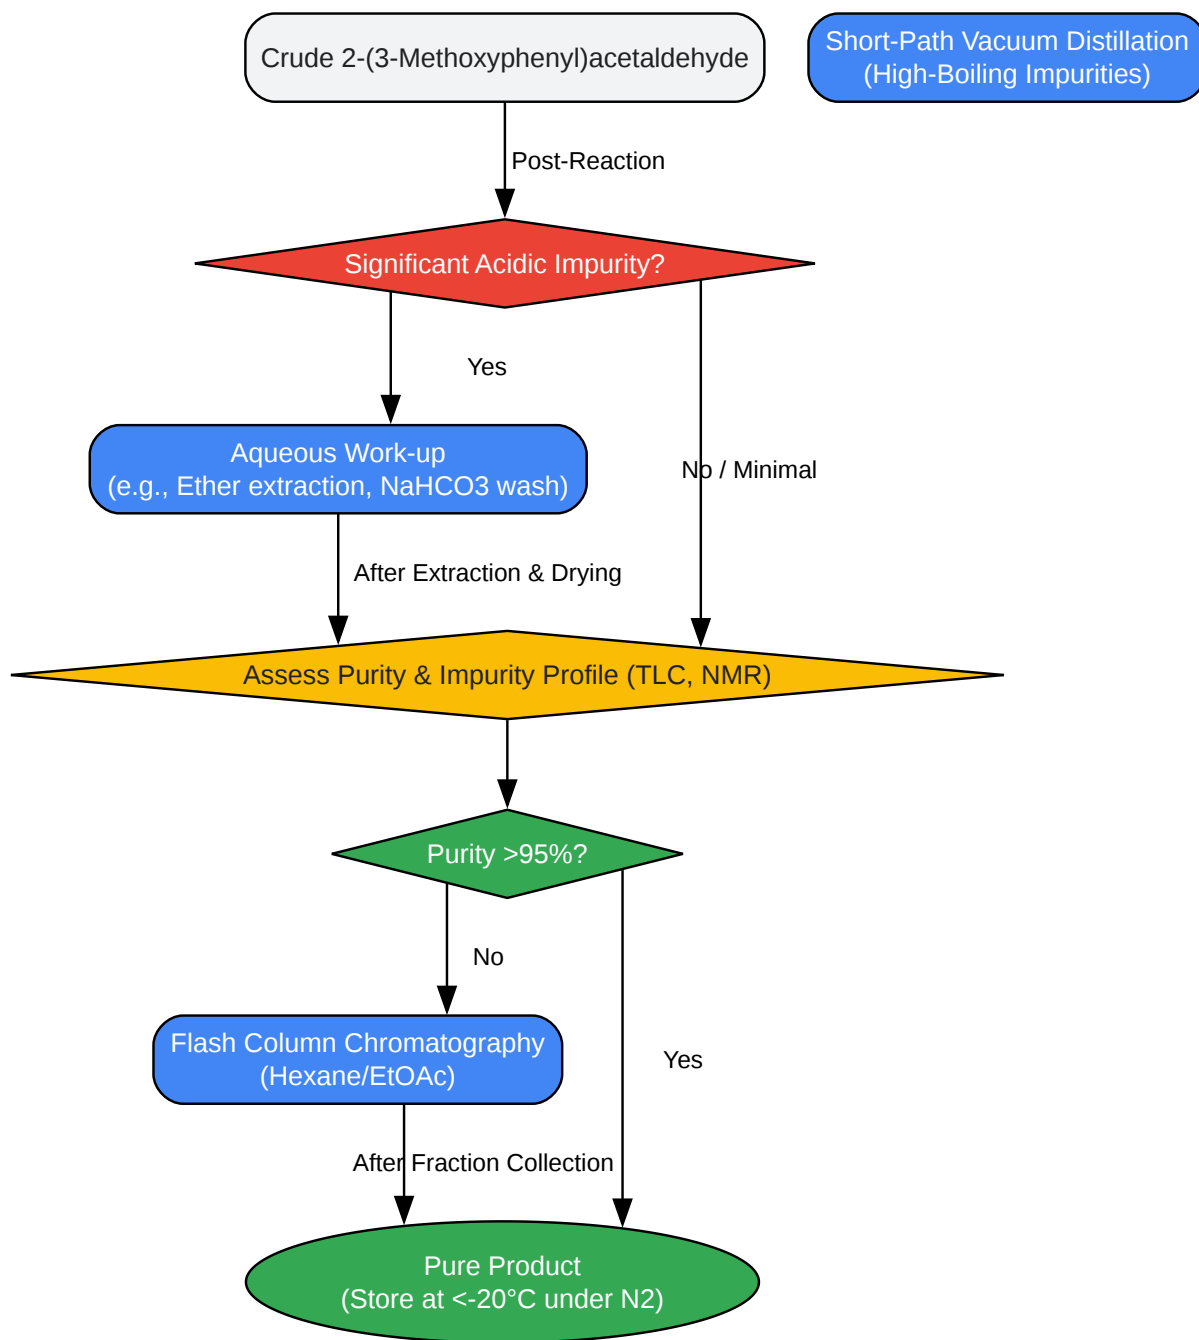 Crude 2-(3-Methoxyphenyl)acetaldehyde
Short-Path Vacuum Distillation
(High-Boiling Impurities)
Post-Reaction
Significant Acidic Impurity?
Yes
Aqueous Work-up
(e.g., Ether extraction, NaHCO3 wash)
No / Minimal
After Extraction & Drying
Assess Purity & Impurity Profile (TLC, NMR)
Purity >95%?
No
Flash Column Chromatography
(Hexane/EtOAc)
Yes
After Fraction Collection
Pure Product
(Store at <-20°C under N2)